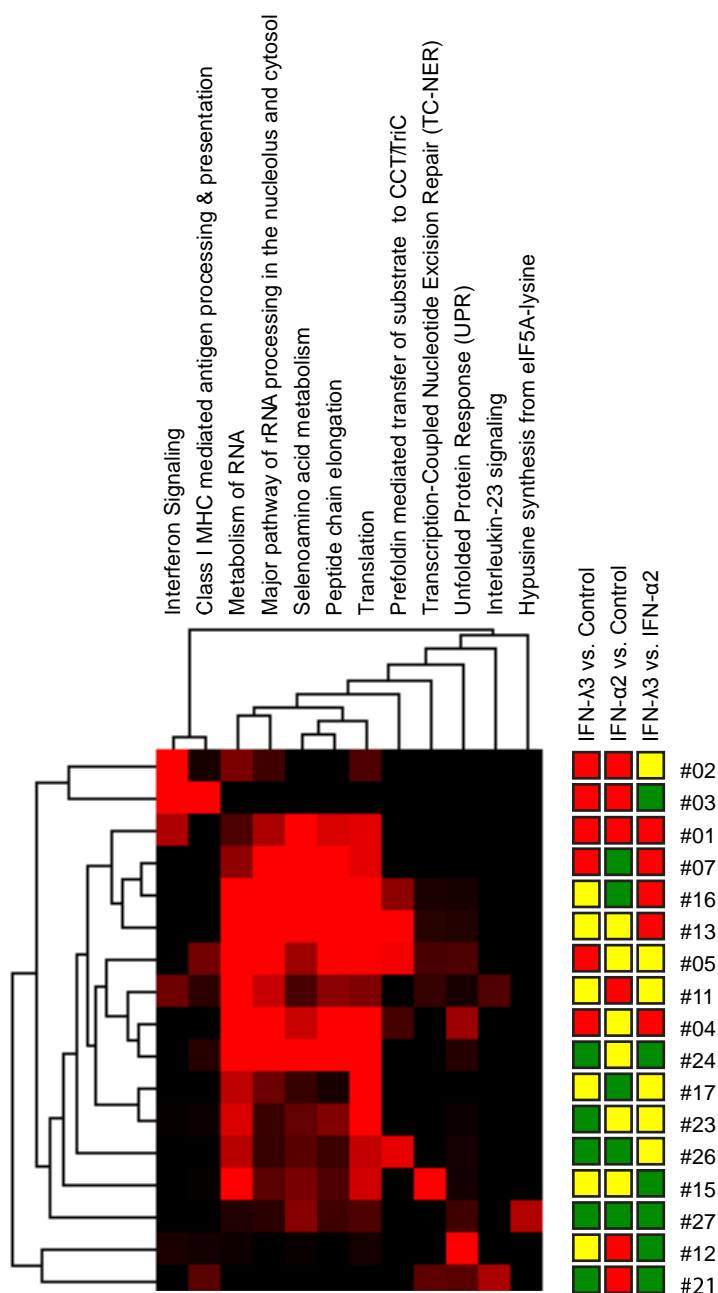 Interferon Signaling
Class I MHC mediated antigen processing & presentation
Metabolism of RNA
Major pathway of rRNA processing in the nucleolus and cytosol
Selenoamino acid metabolism
Peptide chain elongation
Translation
Prefoldin mediated transfer of substrate to CCT/TriC
Transcription-Coupled Nucleotide Excision Repair (TC-NER)
Unfolded Protein Response (UPR)
Interleukin-23 signaling
Hypusine synthesis from eIF5A-lysine
IFN-λ3 vs. Control
IFN-α2 vs. Control
IFN-λ3 vs. IFN-α2
#02
#03
#01
#07
#16
#13
#05
#11
#04
#24
#17
#23
#26
#15
#27
#12
#21